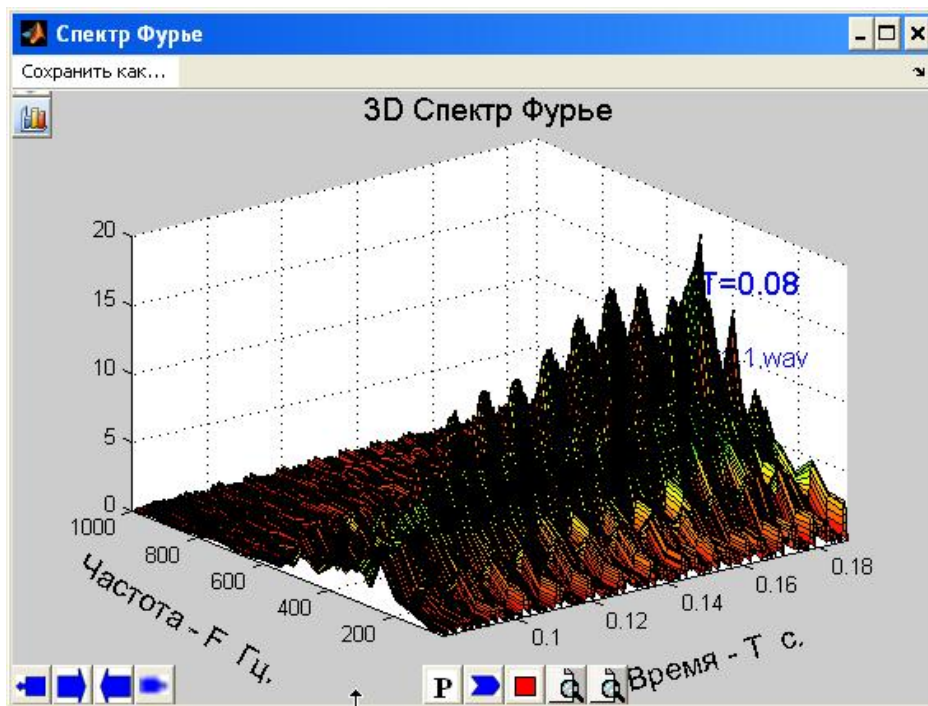 Спектр Фурье
Сохранить как...
3D Спектр Фурье
T=0.08
1.wav
20
15
10
5
0
1000
800
600
400
200
Частота - F Гц.
0.1
0.12
0.14
0.16
0.18
Время - T с.
P